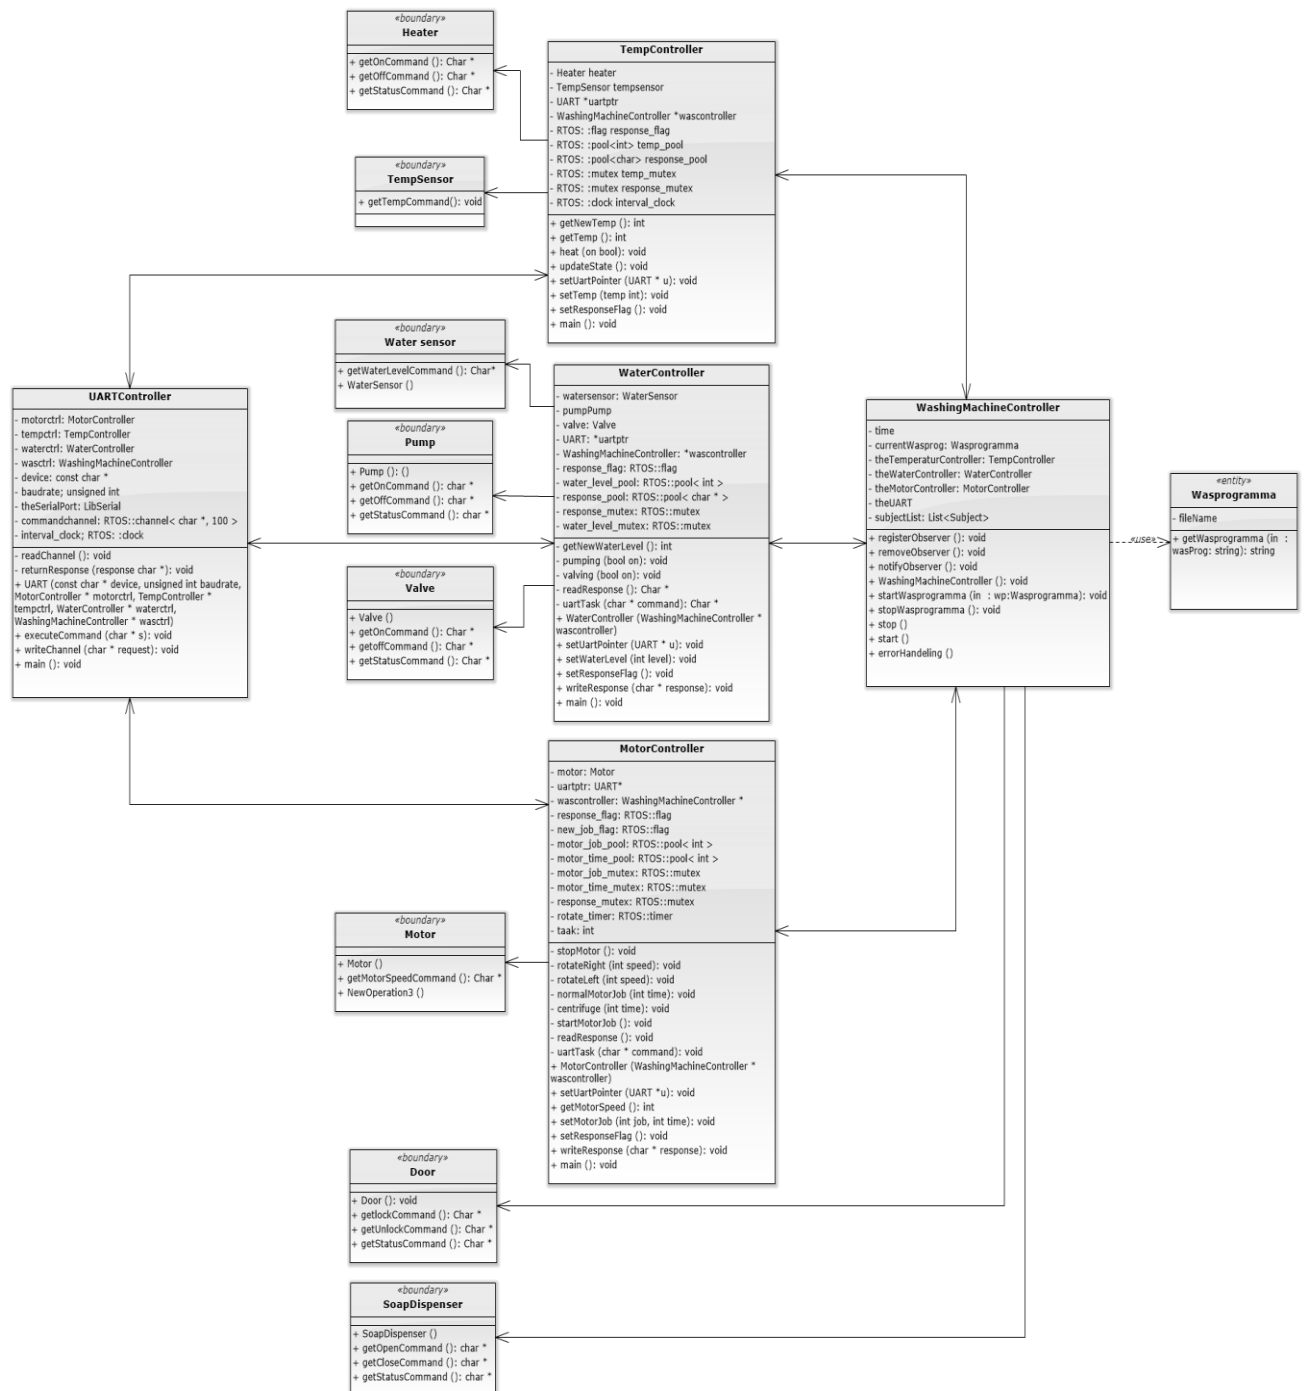 «boundary»
Heater
+ getOnCommand (): Char *
+ getOffCommand (): Char *
+ getStatusCommand (): Char *
TempController
- Heater heater
- TempSensor tempsensor
- UART *uartptr
- WashingMachineController *wascontroller
- RTOS: :flag response_flag
- RTOS: :pool<int> temp_pool
- RTOS: :pool<char> response_pool
- RTOS: :mutex temp_mutex
- RTOS: :mutex response_mutex
- RTOS: :clock interval_clock
+ getNewTemp (): int
+ getTemp (): int
+ heat (on bool): void
+ updateState (): void
+ setUartPointer (UART * u): void
+ setTemp (temp int): void
+ setResponseFlag (): void
+ main (): void
«boundary»
TempSensor
+ getTempCommand(): void
«boundary»
Water sensor
+ getWaterLevelCommand (): Char*
+ WaterSensor ()
«boundary»
Pump
+ Pump (): ()
+ getOnCommand (): char *
+ getOffCommand (): char *
+ getStatusCommand (): char *
«boundary»
Valve
+ Valve ()
+ getOnCommand (): Char *
+ getoffCommand (): Char *
+ getStatusCommand (): Char *
UARTController
- motorctrl: MotorController
- tempctrl: TempController
- waterctrl: WaterController
- wasctrl: WashingMachineController
- device: const char *
- baudrate; unsigned int
- theSerialPort: LibSerial
- commandchannel: RTOS::channel< char *, 100 >
- interval_clock; RTOS: :clock
- readChannel (): void
- returnResponse (response char*): void
+ UART (const char * device, unsigned int baudrate,
MotorController * motorctrl, TempController *
tempctrl, WaterController * waterctrl,
WashingMachineController * wasctrl)
+ executeCommand (char * s): void
+ writeChannel (char * request): void
+ main (): void
WaterController
- watersensor: WaterSensor
- pumpPump
- valve: Valve
- UART: *uartptr
- WashingMachineController: *wascontroller
- response_flag: RTOS::flag
- water_level_pool: RTOS::pool< int >
- response_pool: RTOS::pool< char * >
- response_mutex: RTOS::mutex
- water_level_mutex: RTOS::mutex
- getNewWaterLevel (): int
- pumping (bool on): void
- valving (bool on): void
- readResponse (): Char *
- uartTask (char * command): Char *
+ WaterController (WashingMachineController *
wascontroller)
+ setUartPointer (UART * u): void
+ setWaterLevel (int level): void
+ setResponseFlag (): void
+ writeResponse (char * response): void
+ main (): void
WashingMachineController
- time
- currentWasprog: Wasprogramma
- theTemperaturController: TempController
- theWaterController: WaterController
- theMotorController: MotorController
- theUART
- subjectList: List<Subject>
+ registerObserver (): void
+ removeObserver (): void
+ notifyObserver (): void
+ WashingMachineController (): void
+ startWasprogramma (in : wp:Wasprogramma): void
+ stopWasprogramma (): void
+ stop ()
+ start ()
+ errorHandeling ()
«use»
«entity»
Wasprogramma
- fileName
+ getWasprogramma (in :
wasProg: string): string
MotorController
- motor: Motor
- uartptr: UART*
- wascontroller: WashingMachineController *
- response_flag: RTOS::flag
- new_job_flag: RTOS::flag
- motor_job_pool: RTOS::pool< int >
- motor_time_pool: RTOS::pool< int >
- motor_job_mutex: RTOS::mutex
- motor_time_mutex: RTOS::mutex
- response_mutex: RTOS::mutex
- rotate_timer: RTOS::timer
- taak: int
- stopMotor (): void
- rotateRight (int speed): void
- rotateLeft (int speed): void
- normalMotorJob (int time): void
- centrifuge (int time): void
- startMotorJob (): void
- readResponse (): void
- uartTask (char * command): void
+ MotorController (WashingMachineController *
wascontroller)
+ setUartPointer (UART *u): void
+ getMotorSpeed (): int
+ setMotorJob (int job, int time): void
+ setResponseFlag (): void
+ writeResponse (char * response): void
+ main (): void
«boundary»
Motor
+ Motor ()
+ getMotorSpeedCommand (): Char *
+ NewOperation3 ()
«boundary»
Door
+ Door (): void
+ getlockCommand (): Char *
+ getUnlockCommand (): Char *
+ getStatusCommand (): Char *
«boundary»
SoapDispenser
+ SoapDispenser ()
+ getOpenCommand (): char *
+ getCloseCommand (): char *
+ getStatusCommand (): char *